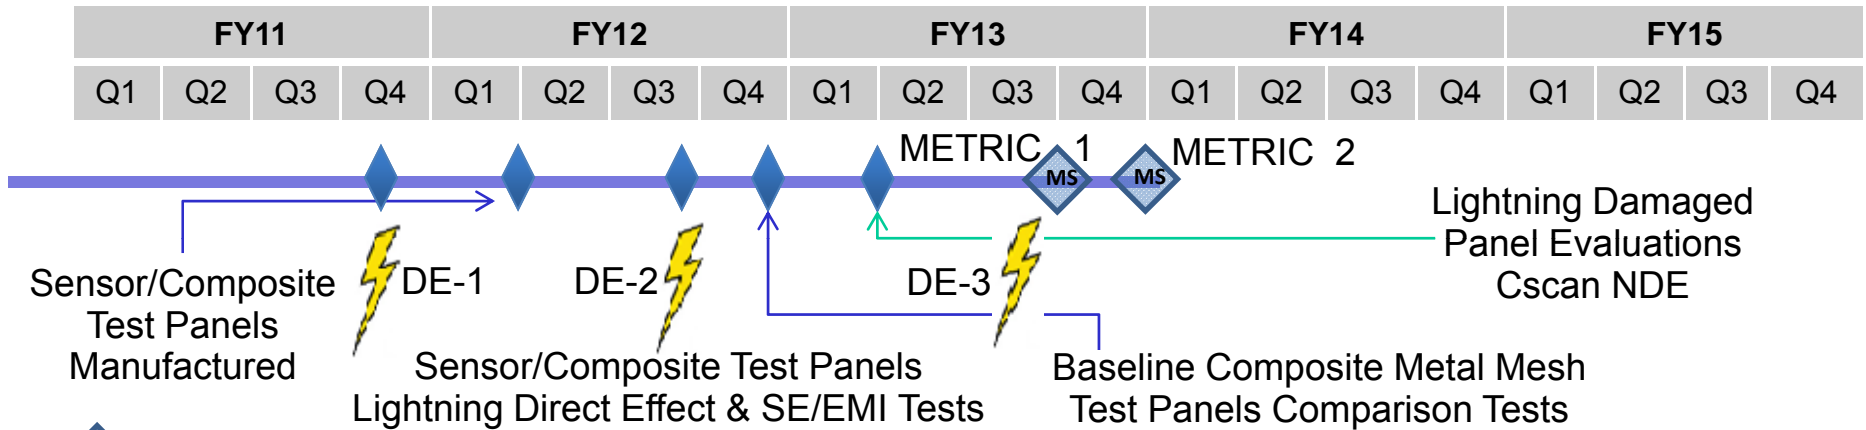 FY11 FY12 FY13 FY14 FY15
Q1 Q2 Q3 Q4 Q1 Q2 Q3 Q4 Q1 Q2 Q3 Q4 Q1 Q2 Q3 Q4 Q1 Q2 Q3 Q4
METRIC 1
METRIC 2
MS
MS
Lightning Damaged
Panel Evaluations
Cscan NDE
Sensor/Composite
Test Panels
Manufactured
DE-1
DE-2
DE-3
Sensor/Composite Test Panels
Lightning Direct Effect & SE/EMI Tests
Baseline Composite Metal Mesh
Test Panels Comparison Tests